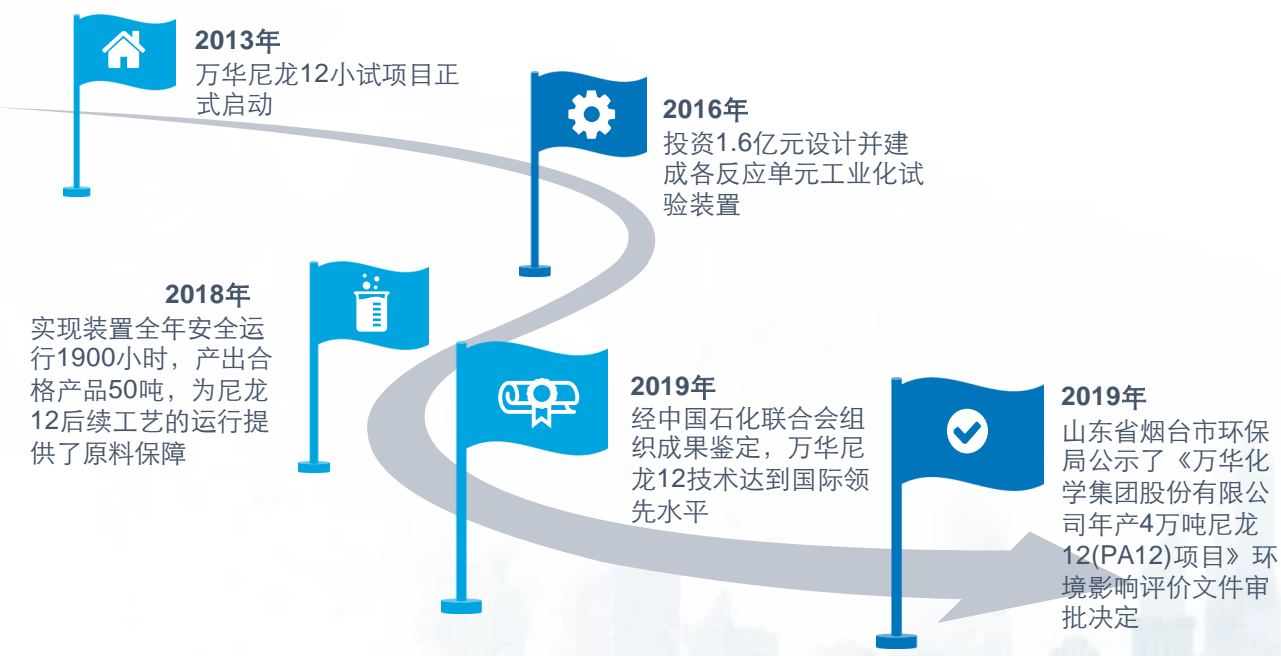 2013年
万华尼龙12小试项目正
式启动
2016年
投资1.6亿元设计并建
成各反应单元工业化试
验装置
2018年
实现装置全年安全运
行1900小时，产出合
格产品50吨，为尼龙
12后续工艺的运行提
供了原料保障
2019年
经中国石化联合会组
织成果鉴定，万华尼
龙12技术达到国际领
先水平
2019年
山东省烟台市环保
局公示了《万华化
学集团股份有限公
司年产4万吨尼龙
12(PA12)项目》环
境影响评价文件审
批决定